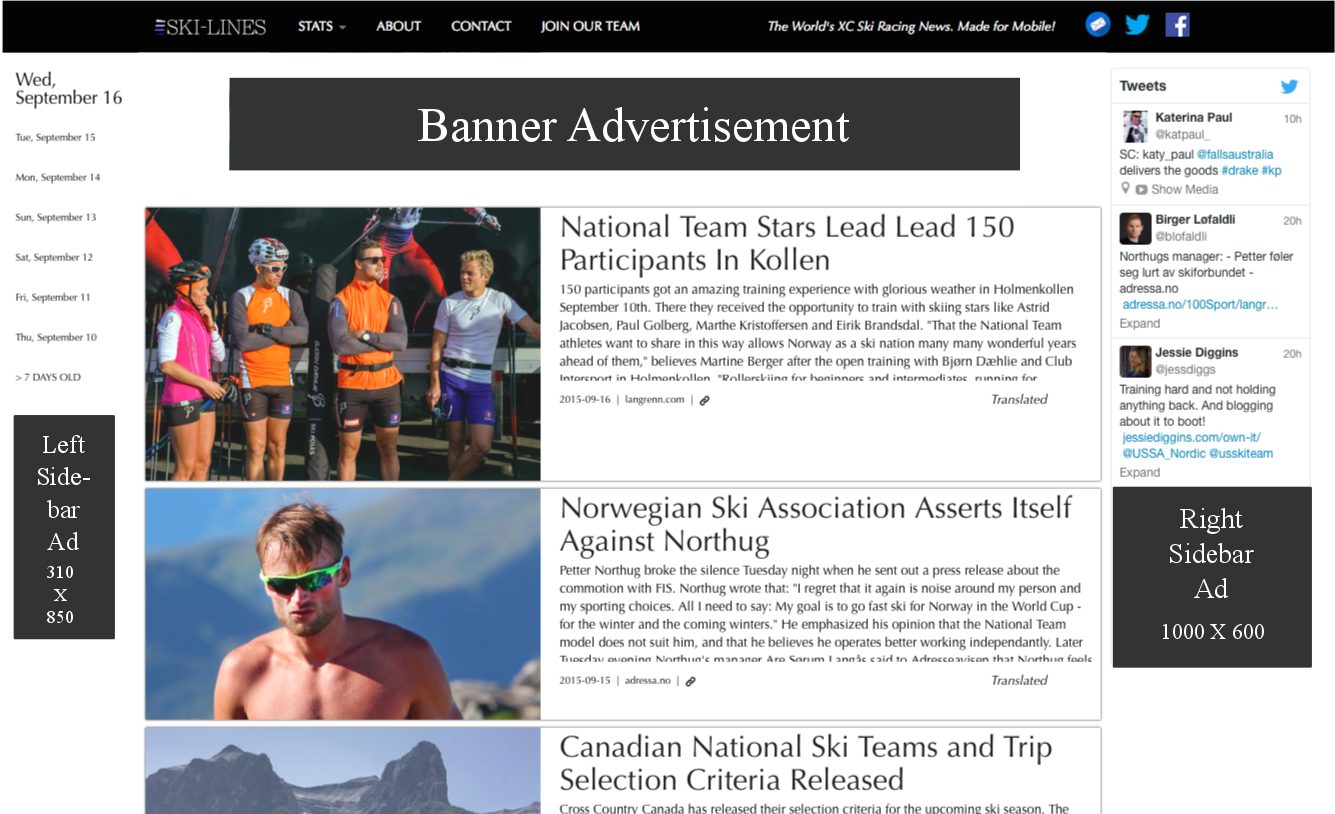 SKI-LINES STATS ABOUT CONTACT JOIN OUR TEAM The World's XC Ski Racing News. Made for Mobile!
Wed,
September 16
Tue, September 15
Mon, September 14
Sun, September 13
Sat, September 12
Fri, September 11
Thu, September 10
> 7 DAYS OLD
Left
Side-
bar
Ad
310
X
850
Banner Advertisement
National Team Stars Lead Lead 150
Participants In Kollen
150 participants got an amazing training experience with glorious weather in Holmenkollen
September 10th. There they received the opportunity to train with skiing stars like Astrid
Jacobsen, Paul Golberg, Marthe Kristoffersen and Eirik Brandsdal. "That the National Team
athletes want to share in this way allows Norway as a ski nation many many wonderful years
ahead of them," believes Martine Berger after the open training with Bjørn Dæhlie and Club
Intersport in Holmenkollen. "Rollerskiing for beginners and intermediates, running for
2015-09-16 | langrenn.com | Translated
Norwegian Ski Association Asserts Itself
Against Northug
Petter Northug broke the silence Tuesday night when he sent out a press release about the
commotion with FIS. Northug wrote that: "I regret that it again is noise around my person and
my sporting choices. All I need to say: My goal is to go fast ski for Norway in the World Cup -
for the winter and the coming winters." He emphasized his opinion that the National Team
model does not suit him, and that he believes he operates better working independantly. Later
Tuesday evening Northug's manager Are Sørum Langås said to Adresseavisen that Northug feels
2015-09-15 | adressa.no | Translated
Canadian National Ski Teams and Trip
Selection Criteria Released
Cross Country Canada has released their selection criteria for the upcoming ski season. The
Tweets
Katerina Paul 10h
@katpaul_
SC: katy_paul @fallsaustralia
delivers the goods #drake #kp
Show Media
Birger Løfaldli 20h
@blofaldli
Northugs manager: - Petter føler
seg lurt av skiforbundet -
adressa.no
adressa.no/100Sport/langr…
Expand
Jessie Diggins 20h
@jessdiggs
Training hard and not holding
anything back. And blogging
about it to boot!
jessiediggins.com/own-it/
@USSA_Nordic @usskiteam
Expand
Right
Sidebar
Ad
1000 X 600